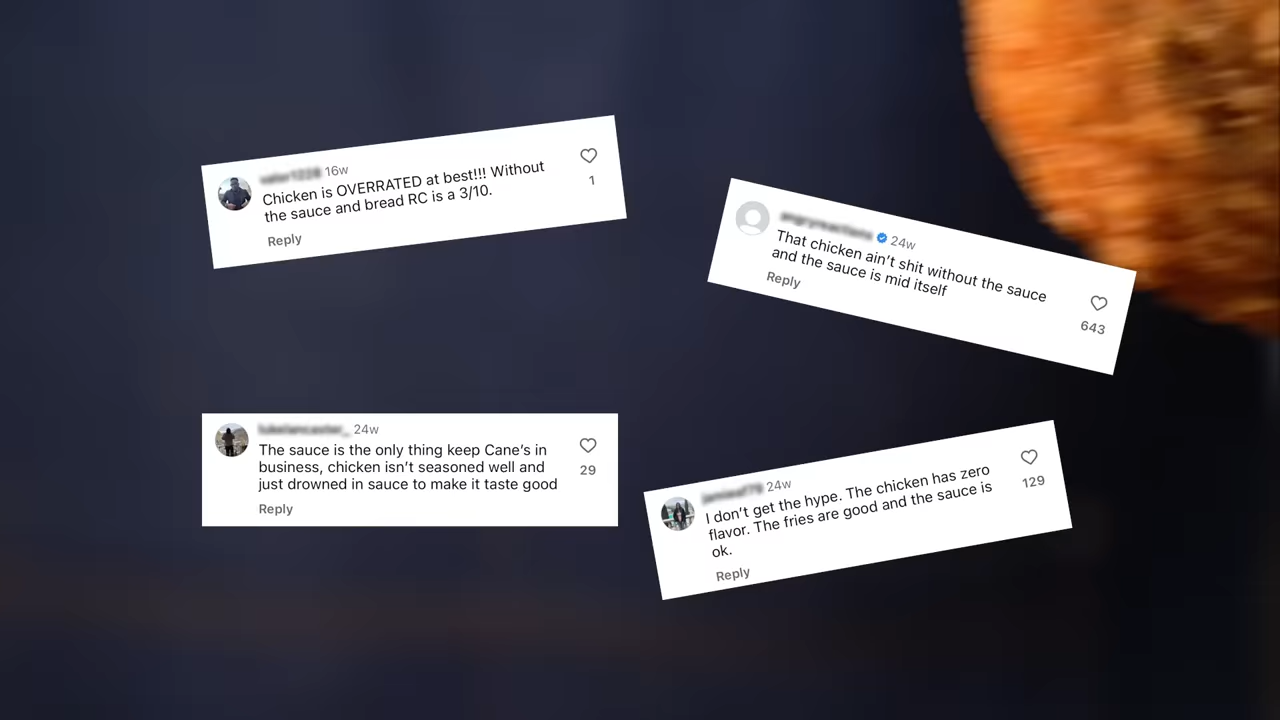 16w
Chicken is OVERRATED at best!!! Without
the sauce and bread RC is a 3/10.
1
Reply
24w
That chicken ain't shit without the sauce
and the sauce is mid itself
643
Reply
24w
The sauce is the only thing keep Cane's in
business, chicken isn't seasoned well and
just drowned in sauce to make it taste good
29
Reply
24w
I don't get the hype. The chicken has zero
flavor. The fries are good and the sauce is
ok.
129
Reply